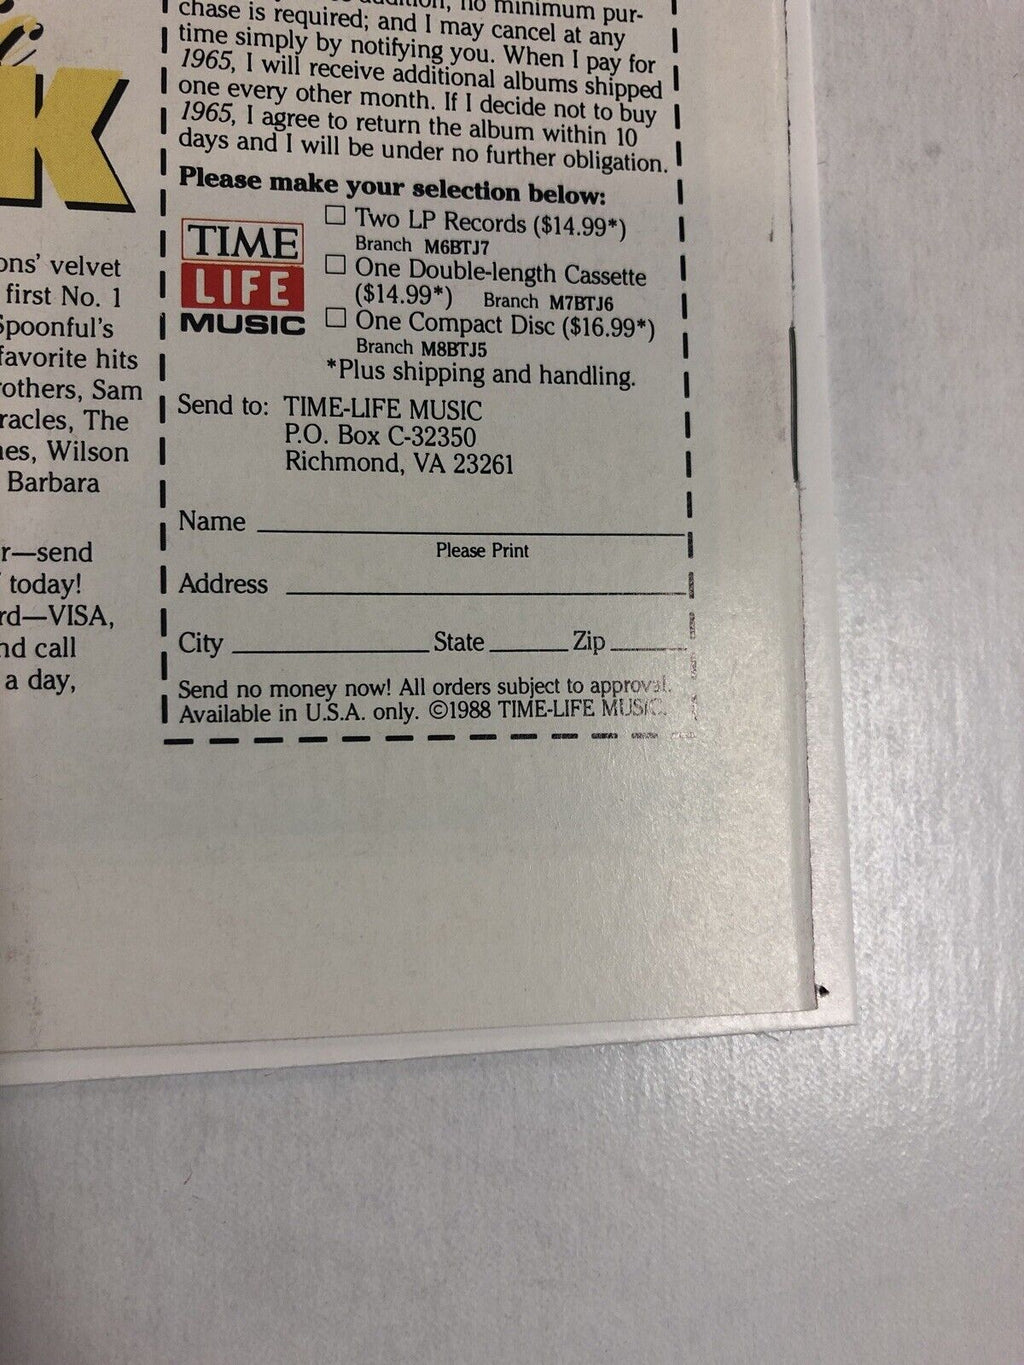 K
ons' velvet
first No. 1
Spoonful's
favorite hits
rothers, Sam
racles, The
nes, Wilson
Barbara
r—send
today!
rd—VISA,
nd call
a day,
no minimum pur-
chase is required; and I may cancel at any
time simply by notifying you. When I pay for
1965, I will receive additional albums shipped
one every other month. If I decide not to buy
1965, I agree to return the album within 10
days and I will be under no further obligation.
Please make your selection below:
TIME
LIFE
MUSIC
☐ Two LP Records ($14.99*)
Branch M6BTJ7
☐ One Double-length Cassette
($14.99*) Branch M7BTJ6
☐ One Compact Disc ($16.99*)
Branch M8BTJ5
*Plus shipping and handling.
Send to: TIME-LIFE MUSIC
P.O. Box C-32350
Richmond, VA 23261
Name
Please Print
Address
City State Zip
Send no money now! All orders subject to approval.
Available in U.S.A. only. ©1988 TIME-LIFE MUSIC.